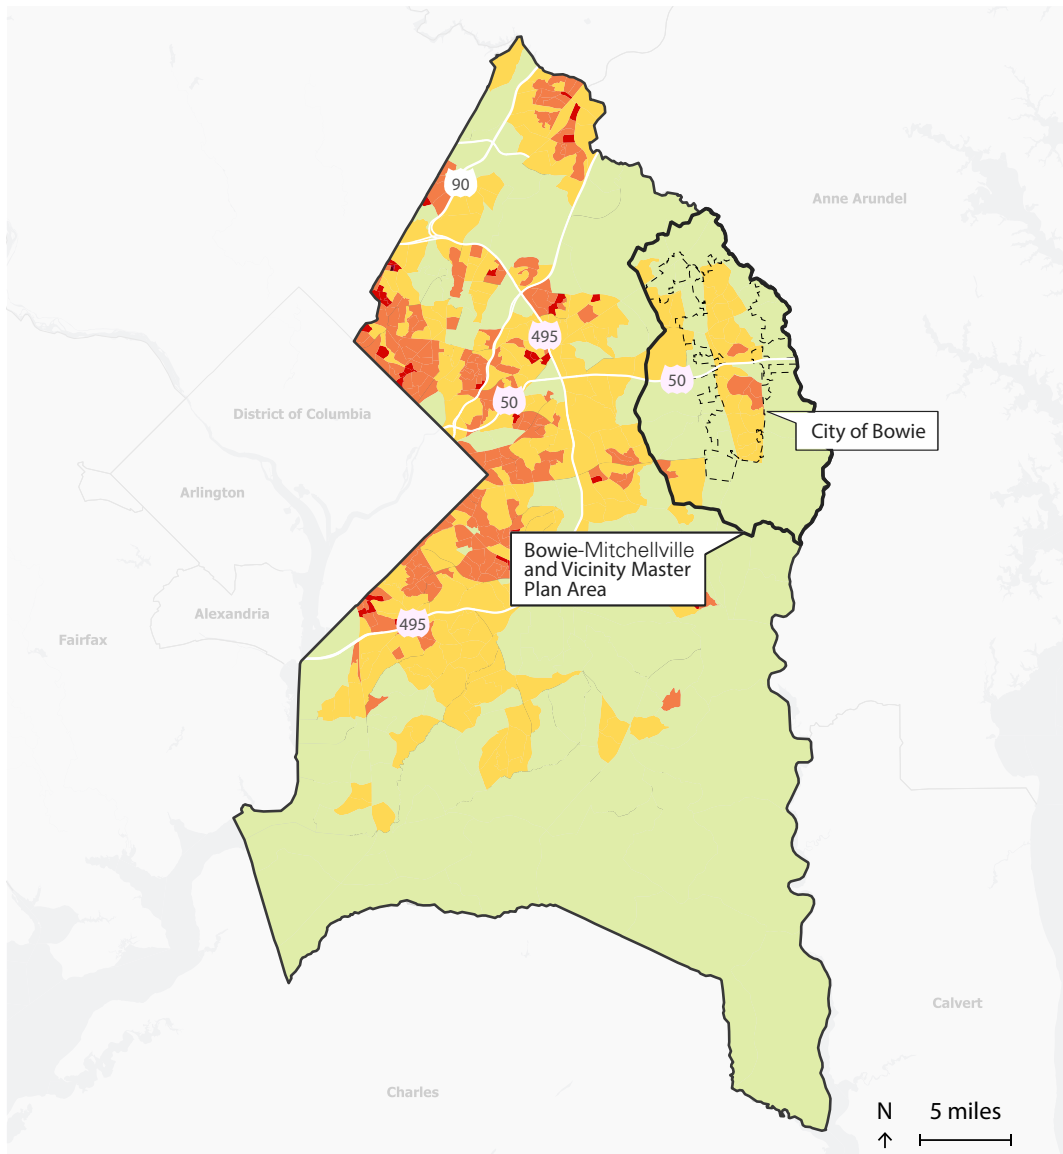 90
Anne Arundel
495
50
50
District of Columbia
City of Bowie
Arlington
Bowie-Mitchellville
and Vicinity Master
Plan Area
Alexandria
495
Fairfax
Calvert
Charles
N 5 miles